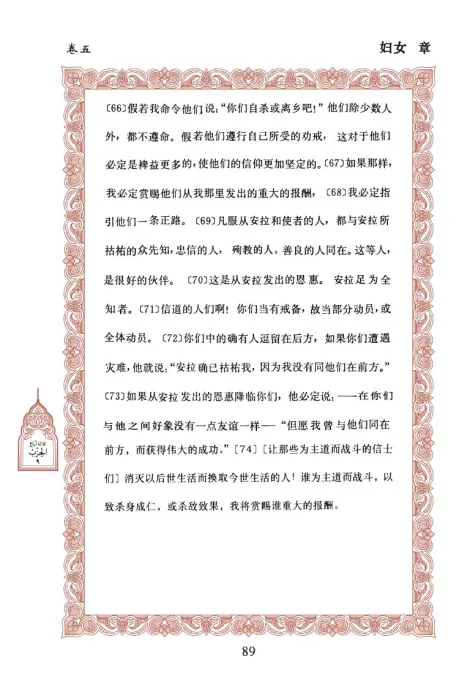 卷五
妇女 章
〔66〕假若我命令他们说：“你们自杀或离乡吧！”他们除少数人
外，都不遵命。假若他们遵行自己所受的劝戒，这对于他们
必定是裨益更多的，使他们的信仰更加坚定的。〔67〕如果那样，
我必定赏赐他们从我那里发出的重大的报酬，〔68〕我必定指
引他们一条正路。〔69〕凡服从安拉和使者的人，都与安拉所
祜祐的众先知，忠信的人，殉教的人，善良的人同在。这等人，
是很好的伙伴。〔70〕这是从安拉发出的恩惠。安拉足为全
知者。〔71〕信道的人们啊！你们当有戒备，故当部分动员，或
全体动员。〔72〕你们中的确有人逗留在后方，如果你们遭遇
灾难，他就说：“安拉确已祜祐我，因为我没有同他们在前方。”
〔73〕如果从安拉发出的恩惠降临你们，他必定说：——在你们
与他之间好象没有一点友谊一样——“但愿我曾与他们同在
前方，而获得伟大的成功。”〔74〕〔让那些为主道而战斗的信士
们〕消灭以后世生活而换取今世生活的人！谁为主道而战斗，以
致杀身成仁，或杀敌致果，我将赏赐谁重大的报酬。
الحزب
٩
89